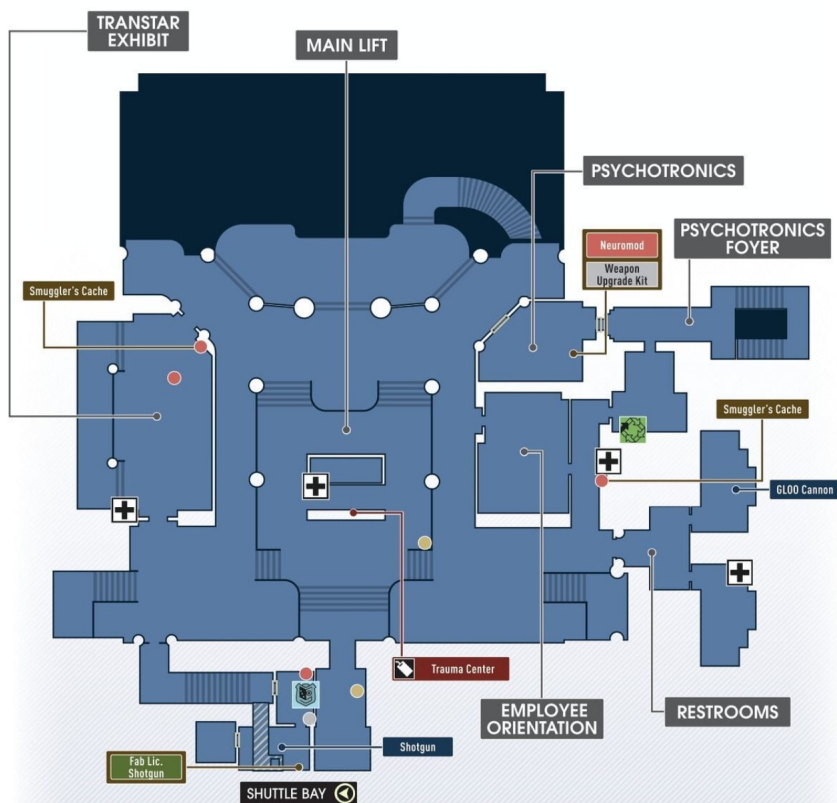 TRANSTAR
EXHIBIT
MAIN LIFT
PSYCHOTRONICS
PSYCHOTRONICS
FOYER
Neuromod
Weapon
Upgrade Kit
Smuggler's Cache
Smuggler's Cache
GLOO Cannon
Trauma Center
EMPLOYEE
ORIENTATION
RESTROOMS
Shotgun
Fab Lic.
Shotgun
SHUTTLE BAY